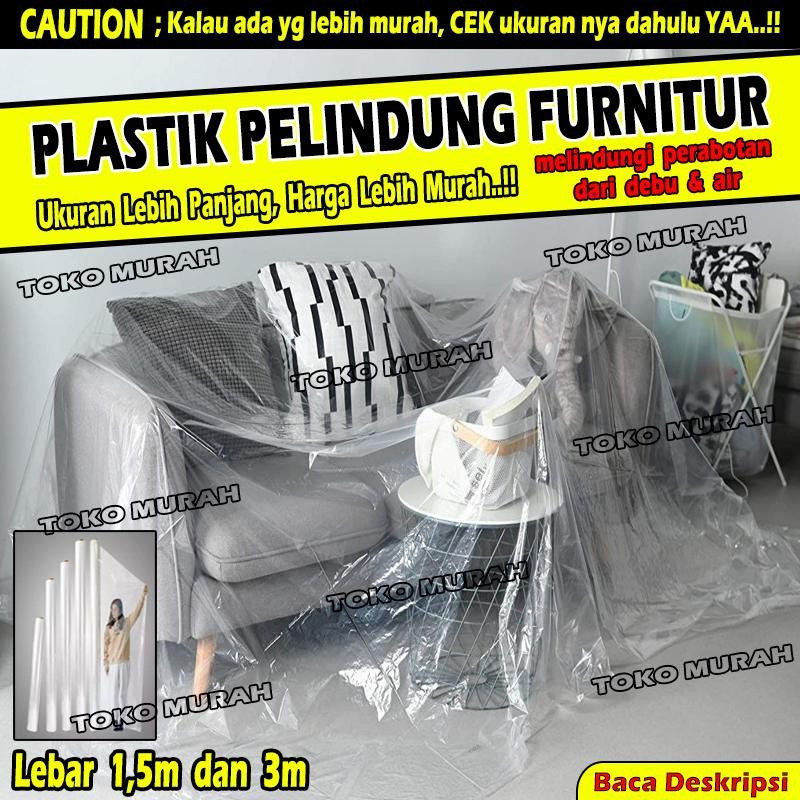 CAUTION ; Kalau ada yg lebih murah, CEK ukuran nya dahulu YAA..!!
PLASTIK PELINDUNG FURNITUR
Ukuran Lebih Panjang, Harga Lebih Murah..!!
melindungi perabotan
dari debu & air
TOKO MURAH
TOKO MURAH
TOKO MURAH
TOKO MURAH
TOKO MURAH
TOKO MURAH
TOKO MURAH
TOKO MURAH
Lebar 1,5m dan 3m
Baca Deskripsi